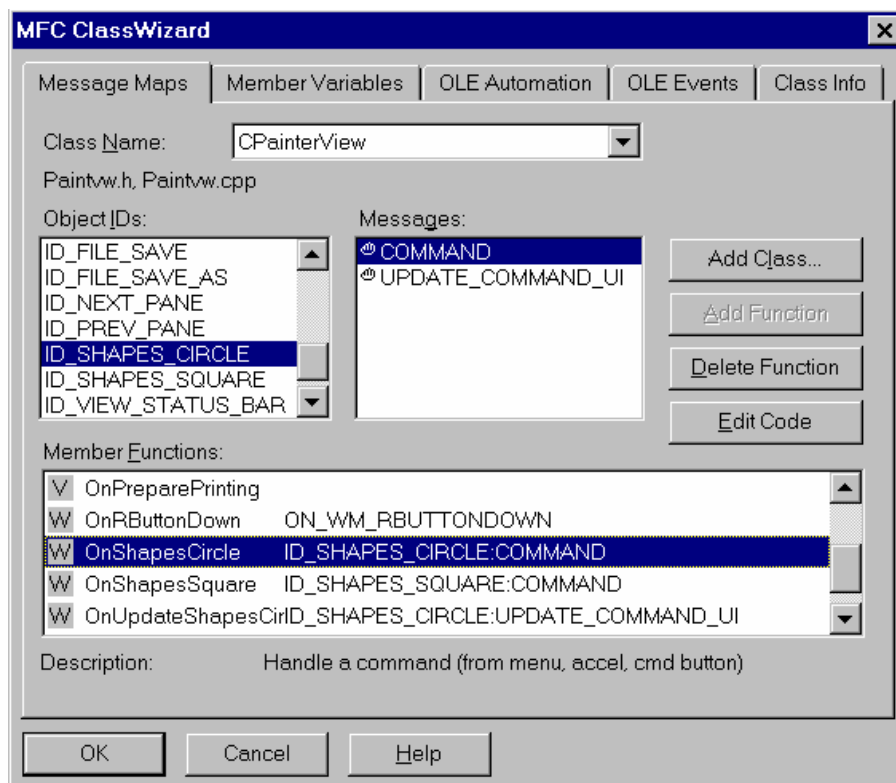 MFC ClassWizard
Message Maps Member Variables OLE Automation OLE Events Class Info
Class Name: CPainterView
Paintvw.h, Paintvw.cpp
Object IDs:
ID_FILE_SAVE
ID_FILE_SAVE_AS
ID_NEXT_PANE
ID_PREV_PANE
ID_SHAPES_CIRCLE
ID_SHAPES_SQUARE
ID_VIEW_STATUS_BAR
Messages:
COMMAND
UPDATE_COMMAND_UI
Add Class...
Add Function
Delete Function
Edit Code
Member Functions:
V OnPreparePrinting
W OnRButtonDown ON_WM_RBUTTONDOWN
W OnShapesCircle ID_SHAPES_CIRCLE:COMMAND
W OnShapesSquare ID_SHAPES_SQUARE:COMMAND
W OnUpdateShapesCirID_SHAPES_CIRCLE:UPDATE_COMMAND_UI
Description: Handle a command (from menu, accel, cmd button)
OK Cancel Help